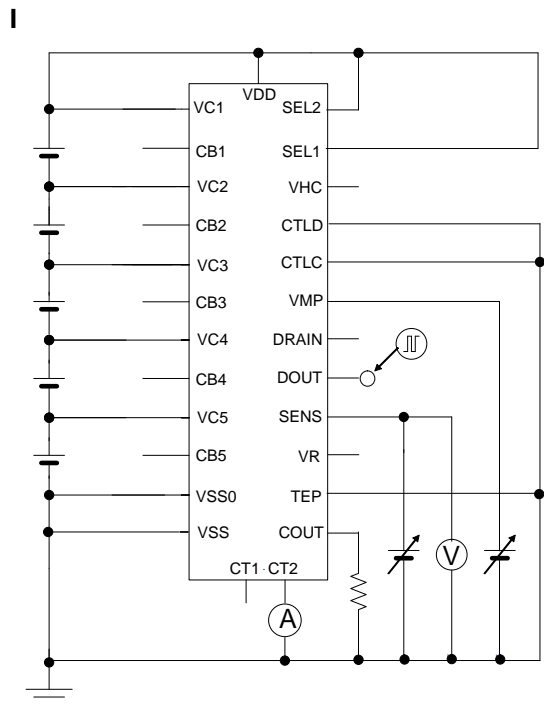 I
VDD
VC1 SEL2
CB1 SEL1
VC2 VHC
CB2 CTLD
VC3 CTLC
CB3 VMP
VC4 DRAIN
CB4 DOUT
VC5 SENS
CB5 VR
VSS0 TEP
VSS COUT
CT1 CT2
V
A